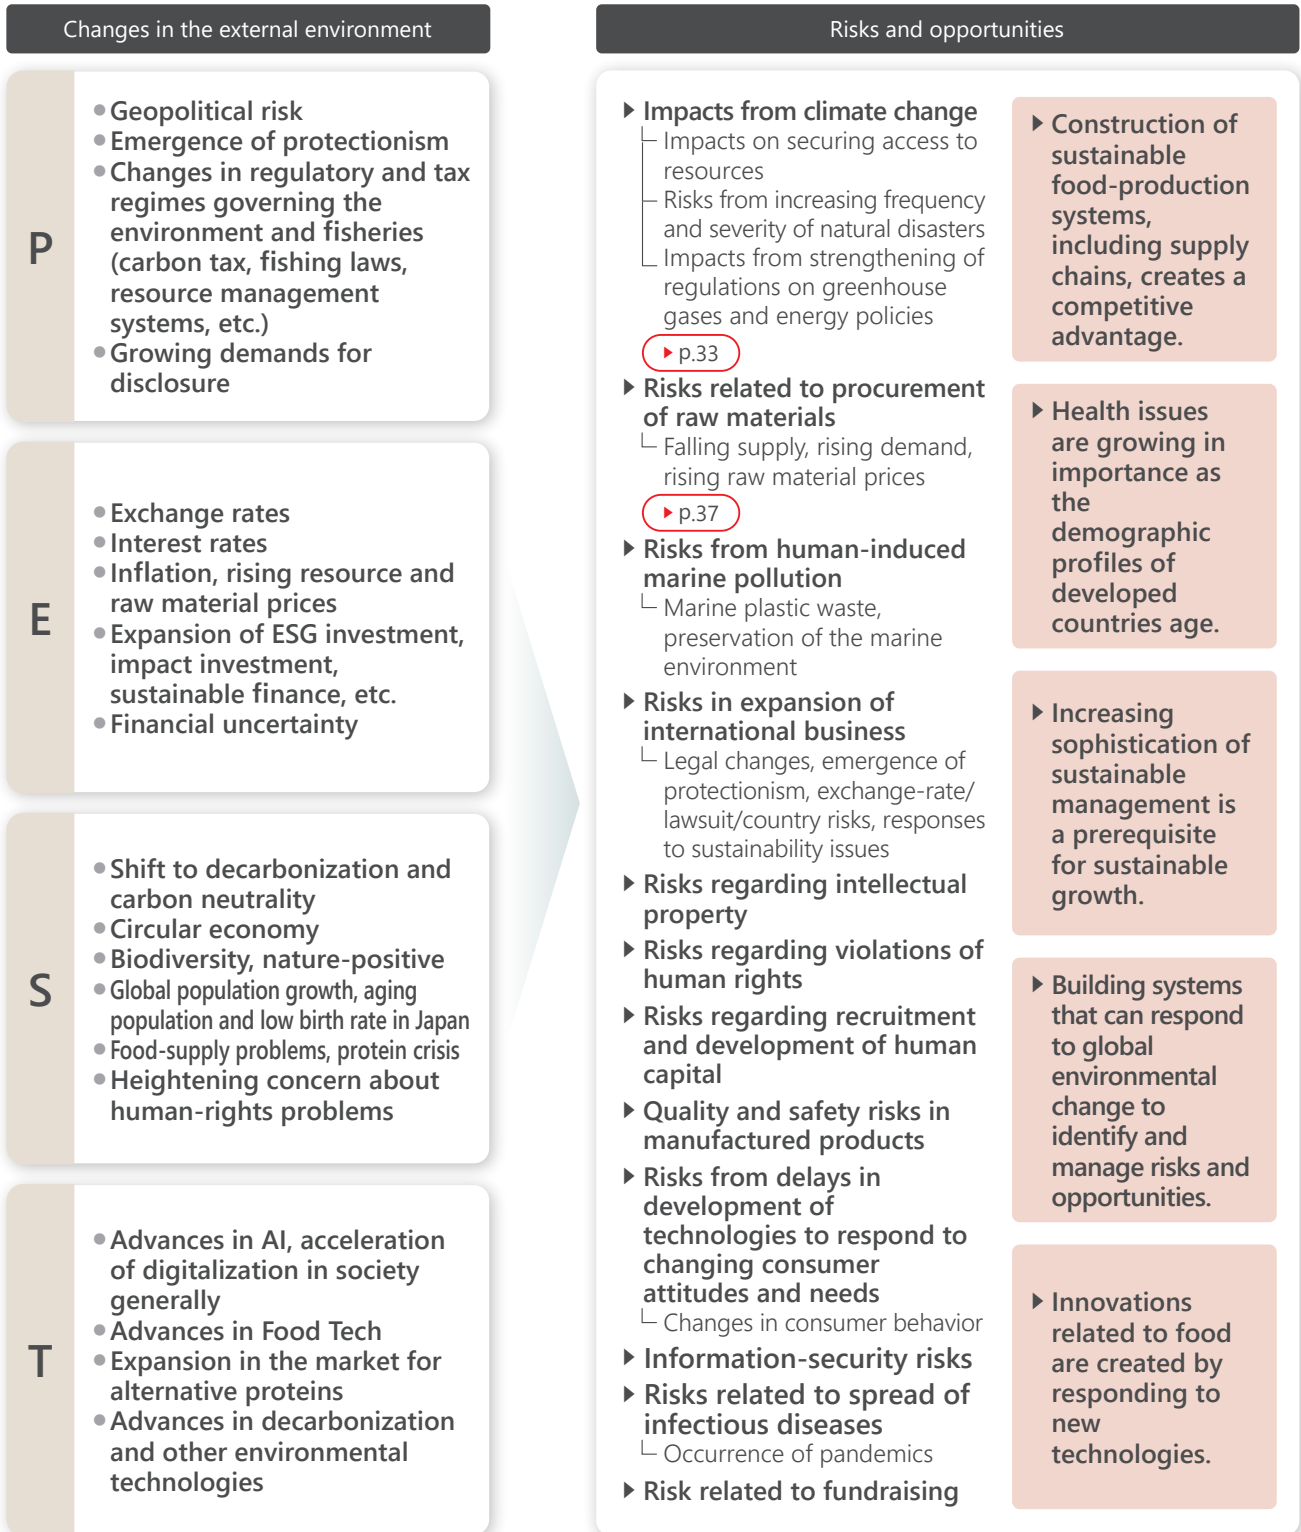 Changes in the external environment
P
•Geopolitical risk
•Emergence of protectionism
•Changes in regulatory and tax
regimes governing the
environment and fisheries
(carbon tax, fishing laws,
resource management
systems, etc.)
•Growing demands for
disclosure
E
•Exchange rates
•Interest rates
•Inflation, rising resource and
raw material prices
•Expansion of ESG investment,
impact investment,
sustainable finance, etc.
•Financial uncertainty
S
•Shift to decarbonization and
carbon neutrality
•Circular economy
•Biodiversity, nature-positive
•Global population growth, aging
population and low birth rate in Japan
•Food-supply problems, protein crisis
•Heightening concern about
human-rights problems
T
•Advances in AI, acceleration
of digitalization in society
generally
•Advances in Food Tech
•Expansion in the market for
alternative proteins
•Advances in decarbonization
and other environmental
technologies
Risks and opportunities
Impacts from climate change
Impacts on securing access to
resources
Risks from increasing frequency
and severity of natural disasters
Impacts from strengthening of
regulations on greenhouse
gases and energy policies
p.33
Risks related to procurement
of raw materials
Falling supply, rising demand,
rising raw material prices
p.37
Risks from human-induced
marine pollution
Marine plastic waste,
preservation of the marine
environment
Risks in expansion of
international business
Legal changes, emergence of
protectionism, exchange-rate/
lawsuit/country risks, responses
to sustainability issues
Risks regarding intellectual
property
Risks regarding violations of
human rights
Risks regarding recruitment
and development of human
capital
Quality and safety risks in
manufactured products
Risks from delays in
development of
technologies to respond to
changing consumer
attitudes and needs
Changes in consumer behavior
Information-security risks
Risks related to spread of
infectious diseases
Occurrence of pandemics
Risk related to fundraising
Construction of
sustainable
food-production
systems,
including supply
chains, creates a
competitive
advantage.
Health issues
are growing in
importance as
the
demographic
profiles of
developed
countries age.
Increasing
sophistication of
sustainable
management is
a prerequisite
for sustainable
growth.
Building systems
that can respond
to global
environmental
change to
identify and
manage risks and
opportunities.
Innovations
related to food
are created by
responding to
new
technologies.